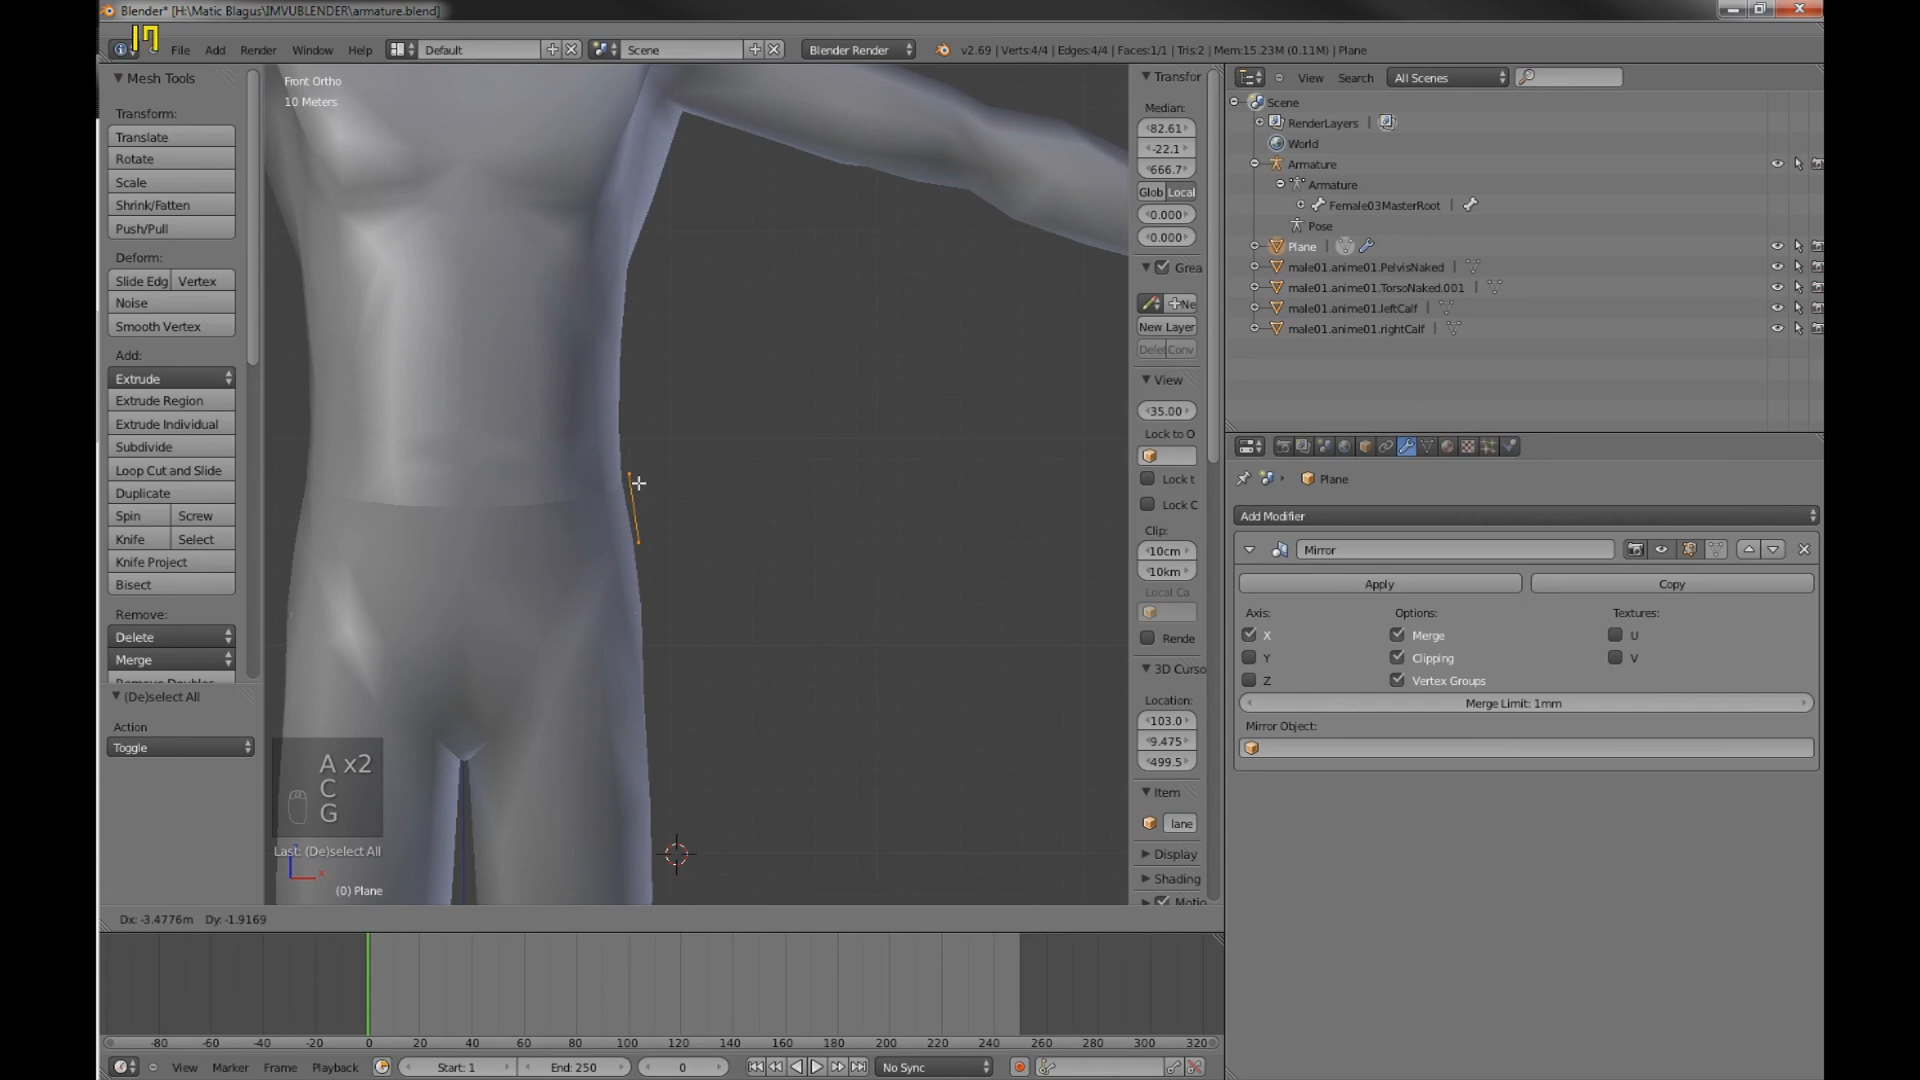 Blender* [H:\Matic Blagus\IMVUBLENDER\armature.blend]
17
File Add Render Window Help Default Scene Blender Render v2.69 | Verts:4/4 | Edges:4/4 | Faces:1/1 | Tris:2 | Mem:15.23M (0.11M) | Plane
Mesh Tools
Transform:
Translate
Rotate
Scale
Shrink/Fatten
Push/Pull
Deform:
Slide Edg Vertex
Noise
Smooth Vertex
Add:
Extrude
Extrude Region
Extrude Individual
Subdivide
Loop Cut and Slide
Duplicate
Spin Screw
Knife Select
Knife Project
Bisect
Remove:
Delete
Merge
(De)select All
Action
Toggle
Front Ortho
10 Meters
A x2
C
G
Last: (De)select All
x
(0) Plane
Transfor
Median:
82.61
-22.1
666.7
Glob Local
0.000
0.000
Grea
Ne
New Layer
Delet Conv
View
35.00
Lock to O
Lock t
Lock C
Clip:
10cm
10km
Local Ca
Rende
3D Curso
Location:
103.0
9.475
499.5
Item
lane
Display
Shading
Motio
View Search All Scenes
Scene
RenderLayers |
World
Armature
Armature
Female03MasterRoot |
Pose
Plane |
male01.anime01.PelvisNaked |
male01.anime01.TorsoNaked.001 |
male01.anime01.leftCalf |
male01.anime01.rightCalf |
Plane
Add Modifier
Mirror
Apply Copy
Axis: Options: Textures:
X Merge U
Y Clipping V
Z Vertex Groups
Merge Limit: 1mm
Mirror Object:
Dx: -3.4776m Dy: -1.9169
-80 -60 -40 -20 0 20 40 60 80 100 120 140 160 180 200 220 240 260 280 300 320
View Marker Frame Playback Start: 1 End: 250 0 No Sync